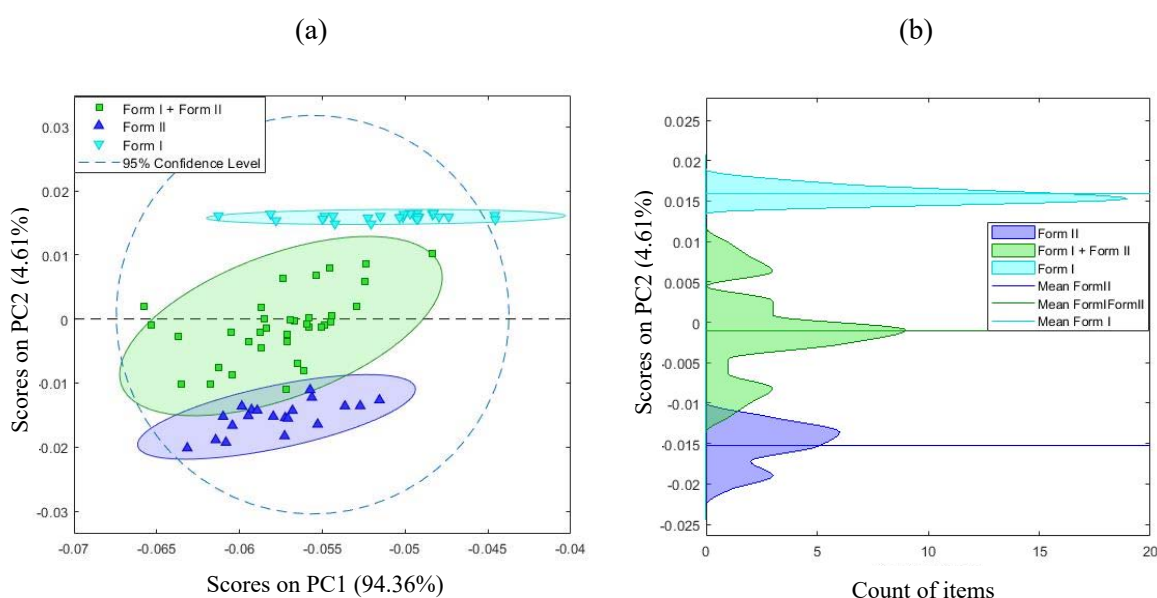 (a)
Form I + Form II
Form II
Form I
95% Confidence Level
0.03
0.02
0.01
0
-0.01
-0.02
-0.03
Scores on PC2 (4.61%)
-0.07 -0.065 -0.06 -0.055 -0.05 -0.045 -0.04
Scores on PC1 (94.36%)
(b)
0.025
0.02
0.015
0.01
0.005
0
-0.005
-0.01
-0.015
-0.02
-0.025
Scores on PC2 (4.61%)
Form II
Form I + Form II
Form I
Mean FormII
Mean FormIFormII
Mean Form I
0 5 10 15 20
Count of items